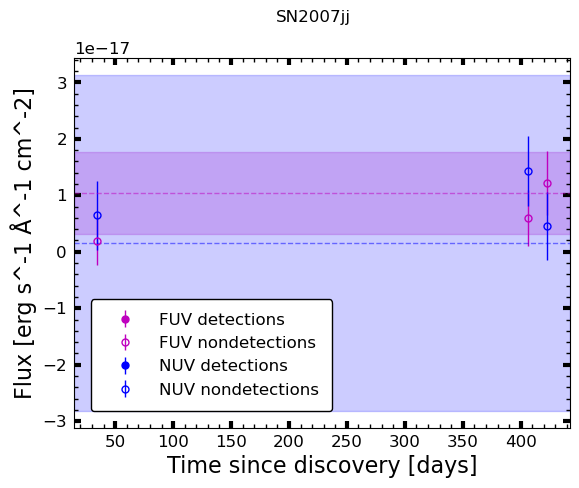 SN2007jj
1e−17
3
2
1
0
−1
−2
−3
Flux [erg s^-1 Å^-1 cm^-2]
FUV detections
FUV nondetections
NUV detections
NUV nondetections
50 100 150 200 250 300 350 400
Time since discovery [days]